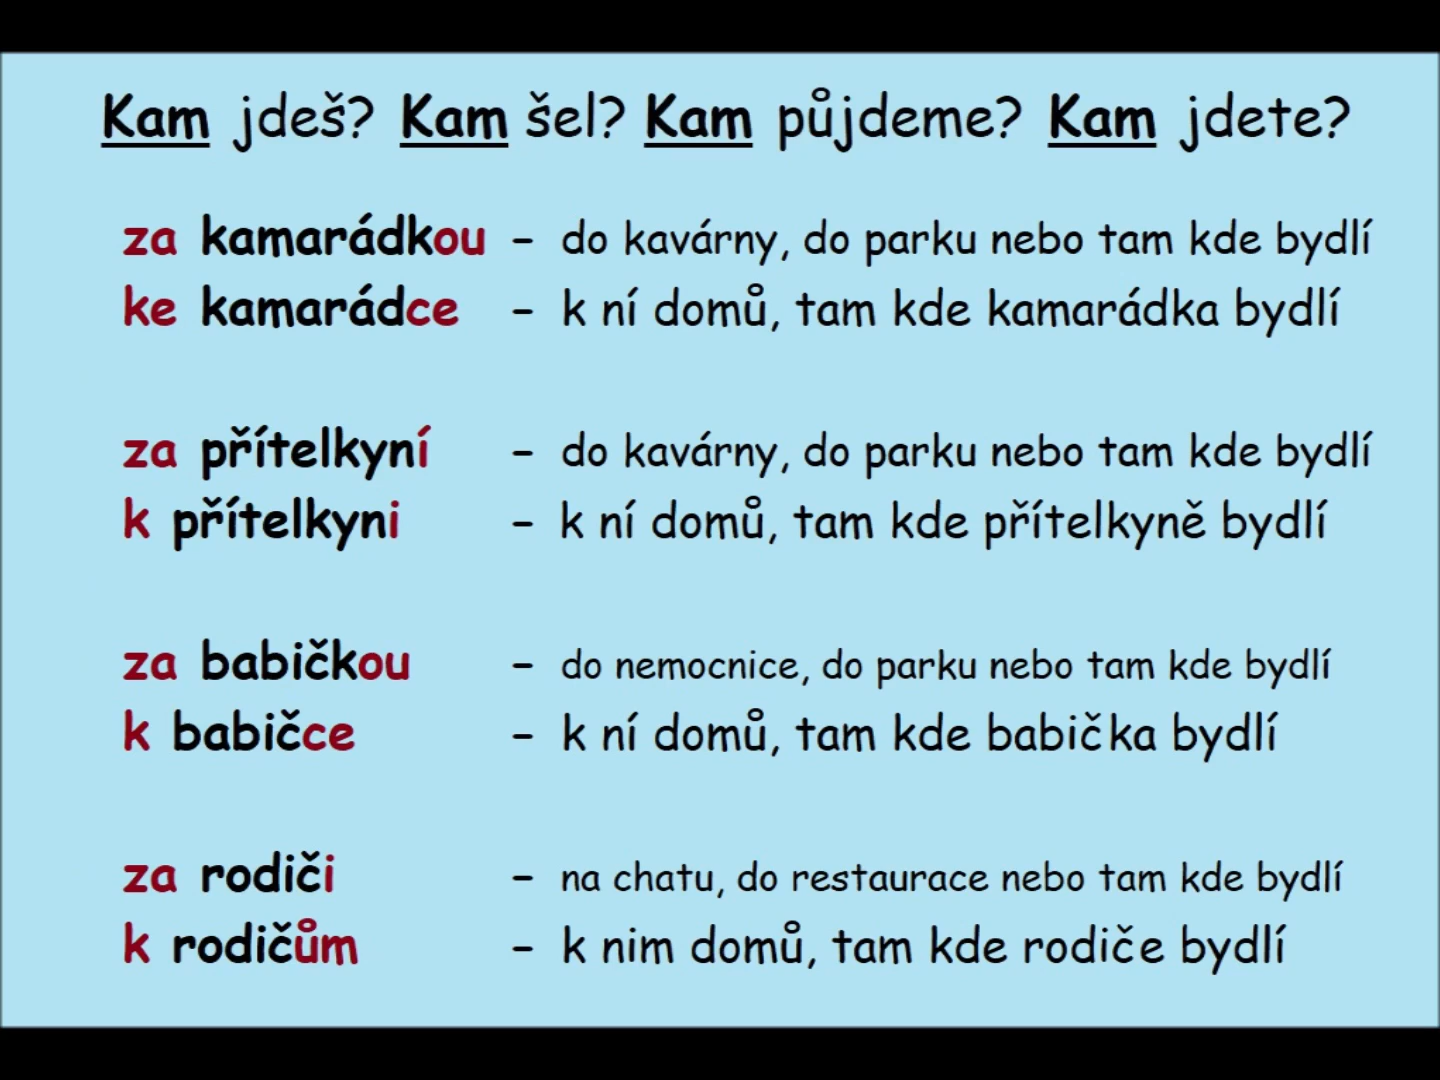 Kam jdeš? Kam šel? Kam půjdeme? Kam jdete?
za kamarádkou - do kavárny, do parku nebo tam kde bydlí
ke kamarádce - k ní domů, tam kde kamarádka bydlí
za přítelkyní - do kavárny, do parku nebo tam kde bydlí
k přítelkyni - k ní domů, tam kde přítelkyně bydlí
za babičkou - do nemocnice, do parku nebo tam kde bydlí
k babičce - k ní domů, tam kde babička bydlí
za rodiči - na chatu, do restaurace nebo tam kde bydlí
k rodičům - k nim domů, tam kde rodiče bydlí